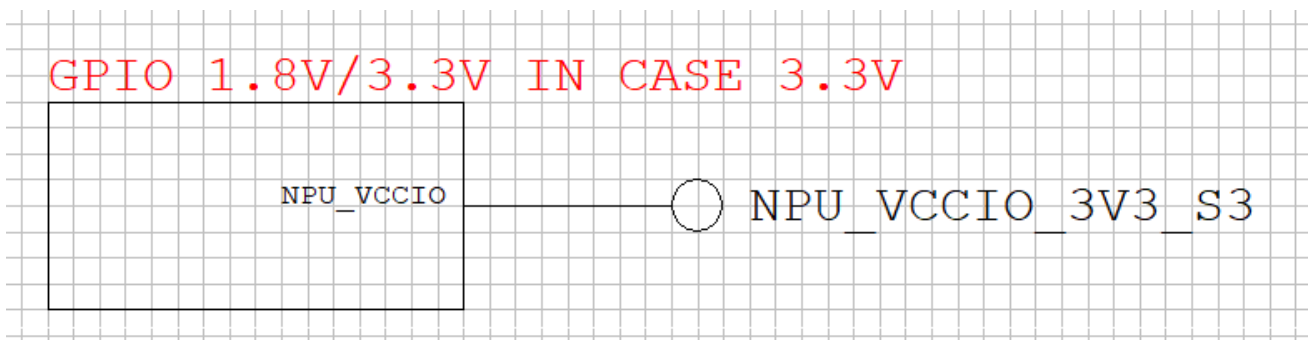 GPIO 1.8V/3.3V IN CASE 3.3V
NPU_VCCIO
NPU_VCCIO_3V3_S3